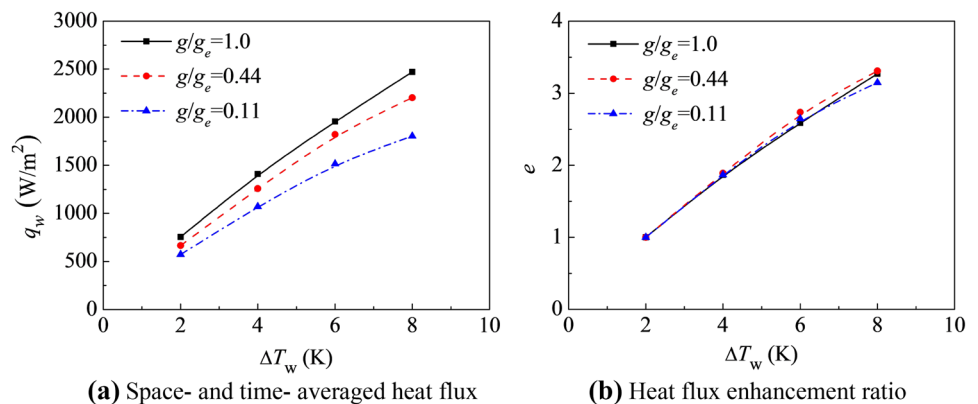 3000
2500
2000
1500
1000
500
0
q_w (W/m²)
g/g_e=1.0
g/g_e=0.44
g/g_e=0.11
0 2 4 6 8 10
ΔT_w (K)
(a) Space- and time- averaged heat flux
4
3
2
1
0
e
g/g_e=1.0
g/g_e=0.44
g/g_e=0.11
0 2 4 6 8 10
ΔT_w (K)
(b) Heat flux enhancement ratio